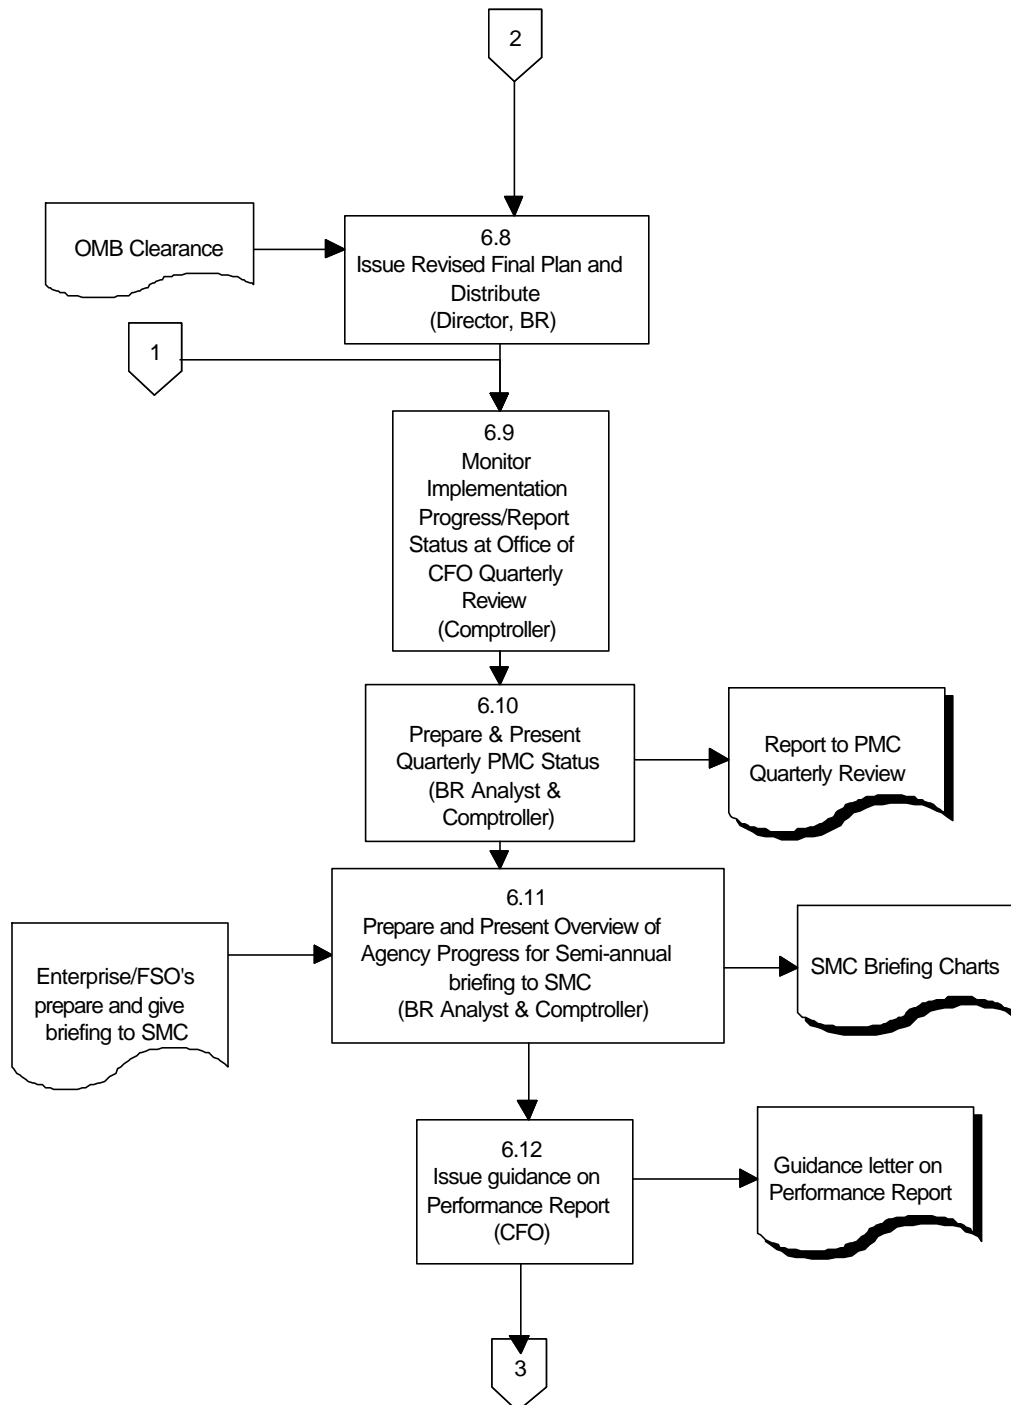 2
OMB Clearance
6.8
Issue Revised Final Plan and
Distribute
(Director, BR)
1
6.9
Monitor
Implementation
Progress/Report
Status at Office of
CFO Quarterly
Review
(Comptroller)
6.10
Prepare & Present
Quarterly PMC Status
(BR Analyst &
Comptroller)
Report to PMC
Quarterly Review
6.11
Prepare and Present Overview of
Agency Progress for Semi-annual
briefing to SMC
(BR Analyst & Comptroller)
Enterprise/FSO's
prepare and give
briefing to SMC
SMC Briefing Charts
6.12
Issue guidance on
Performance Report
(CFO)
Guidance letter on
Performance Report
3